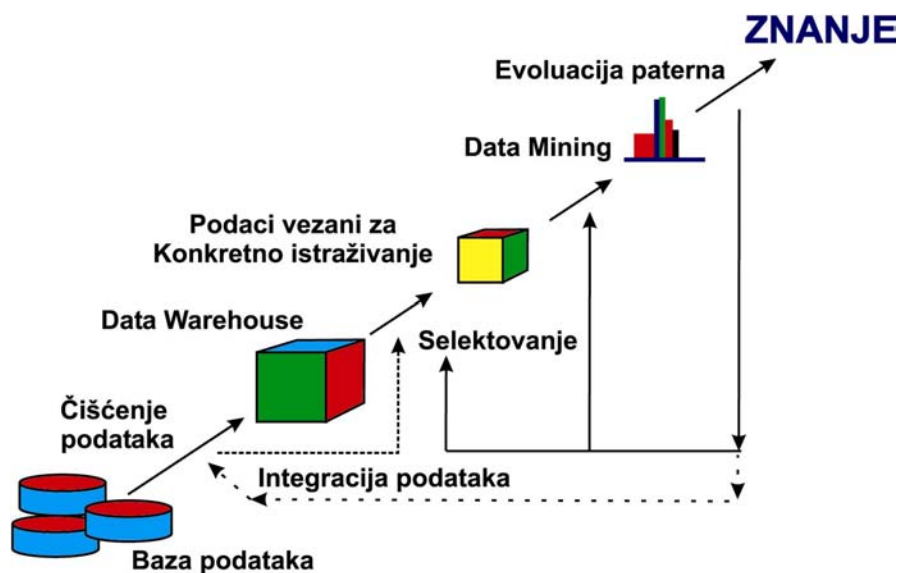 ZNANJE
Evoluacija paterna
Data Mining
Podaci vezani za
Konkretno istraživanje
Data Warehouse
Selektovanje
Čišćenje
podataka
Integracija podataka
Baza podataka